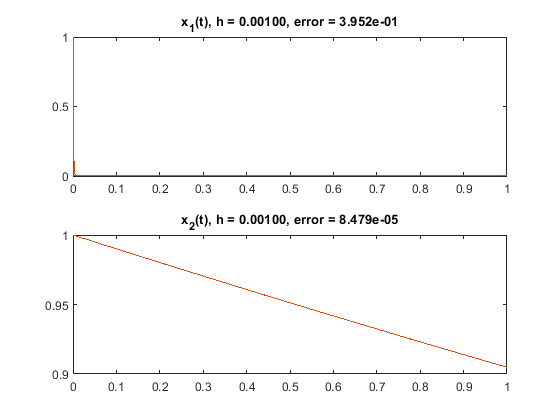 x1(t), h = 0.00100, error = 3.952e-01
1
0.5
0
0 0.1 0.2 0.3 0.4 0.5 0.6 0.7 0.8 0.9 1
x2(t), h = 0.00100, error = 8.479e-05
1
0.95
0.9
0 0.1 0.2 0.3 0.4 0.5 0.6 0.7 0.8 0.9 1